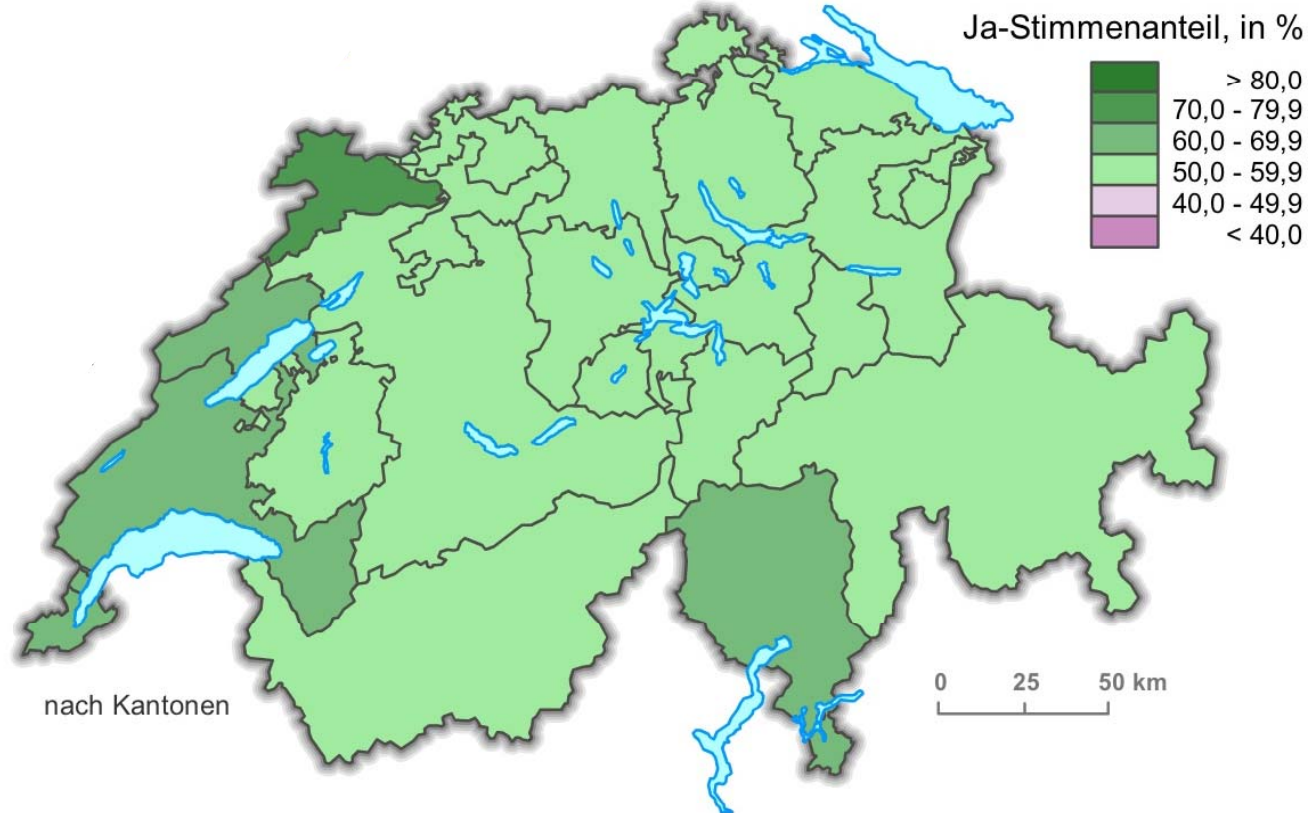 Ja-Stimmenanteil, in %
> 80,0
70,0 - 79,9
60,0 - 69,9
50,0 - 59,9
40,0 - 49,9
< 40,0
0 25 50 km
nach Kantonen